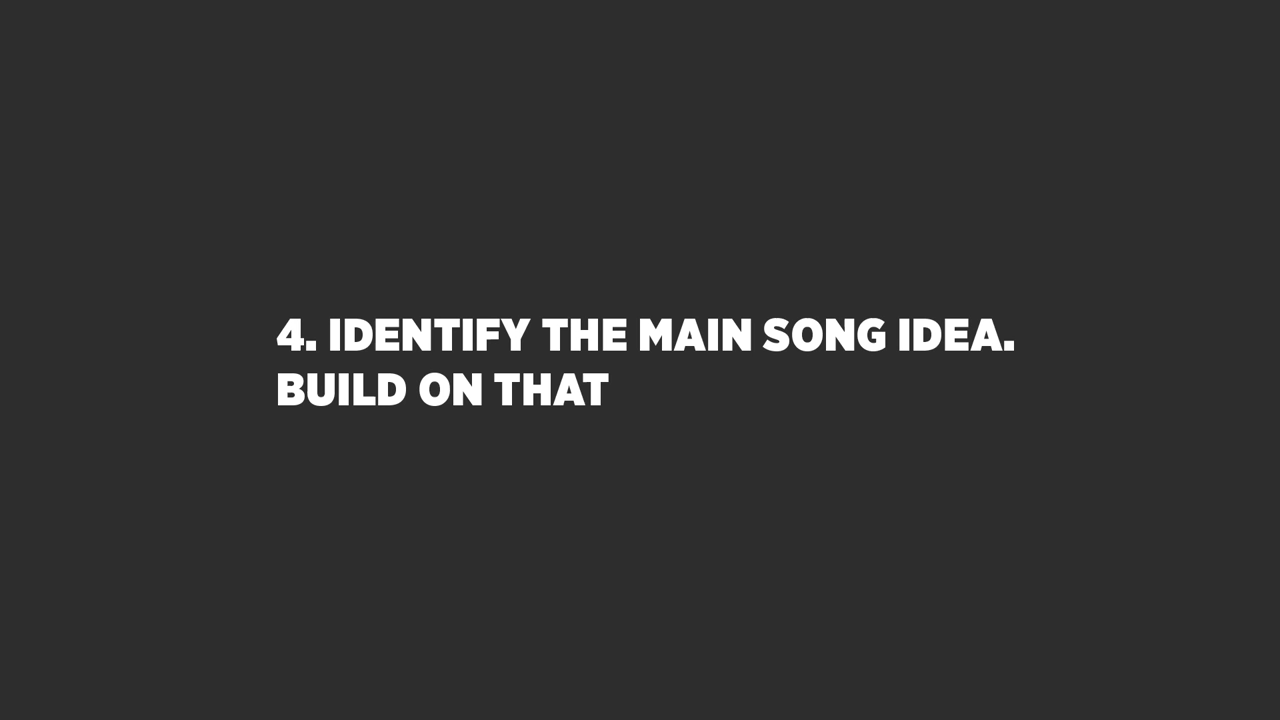 4. IDENTIFY THE MAIN SONG IDEA.
BUILD ON THAT